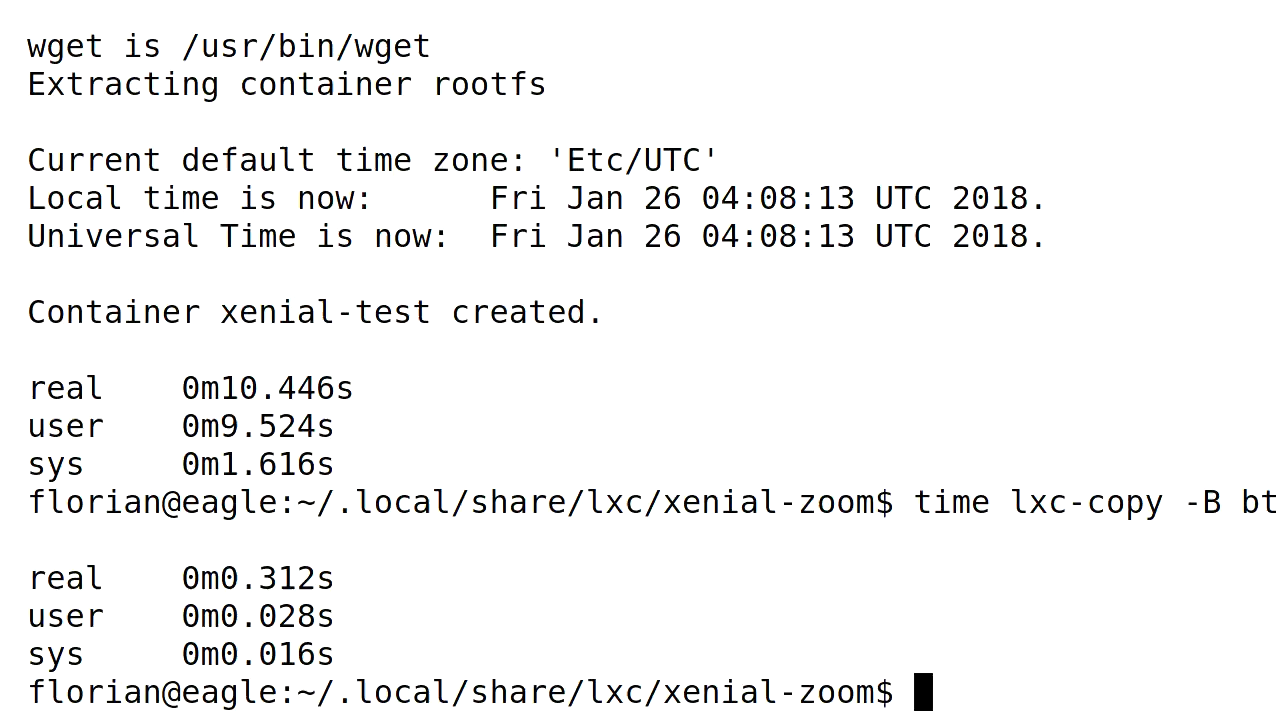 wget is /usr/bin/wget
Extracting container rootfs
Current default time zone: 'Etc/UTC'
Local time is now:      Fri Jan 26 04:08:13 UTC 2018.
Universal Time is now:  Fri Jan 26 04:08:13 UTC 2018.
Container xenial-test created.
real    0m10.446s
user    0m9.524s
sys     0m1.616s
florian@eagle:~/.local/share/lxc/xenial-zoom$ time lxc-copy -B bt
real    0m0.312s
user    0m0.028s
sys     0m0.016s
florian@eagle:~/.local/share/lxc/xenial-zoom$